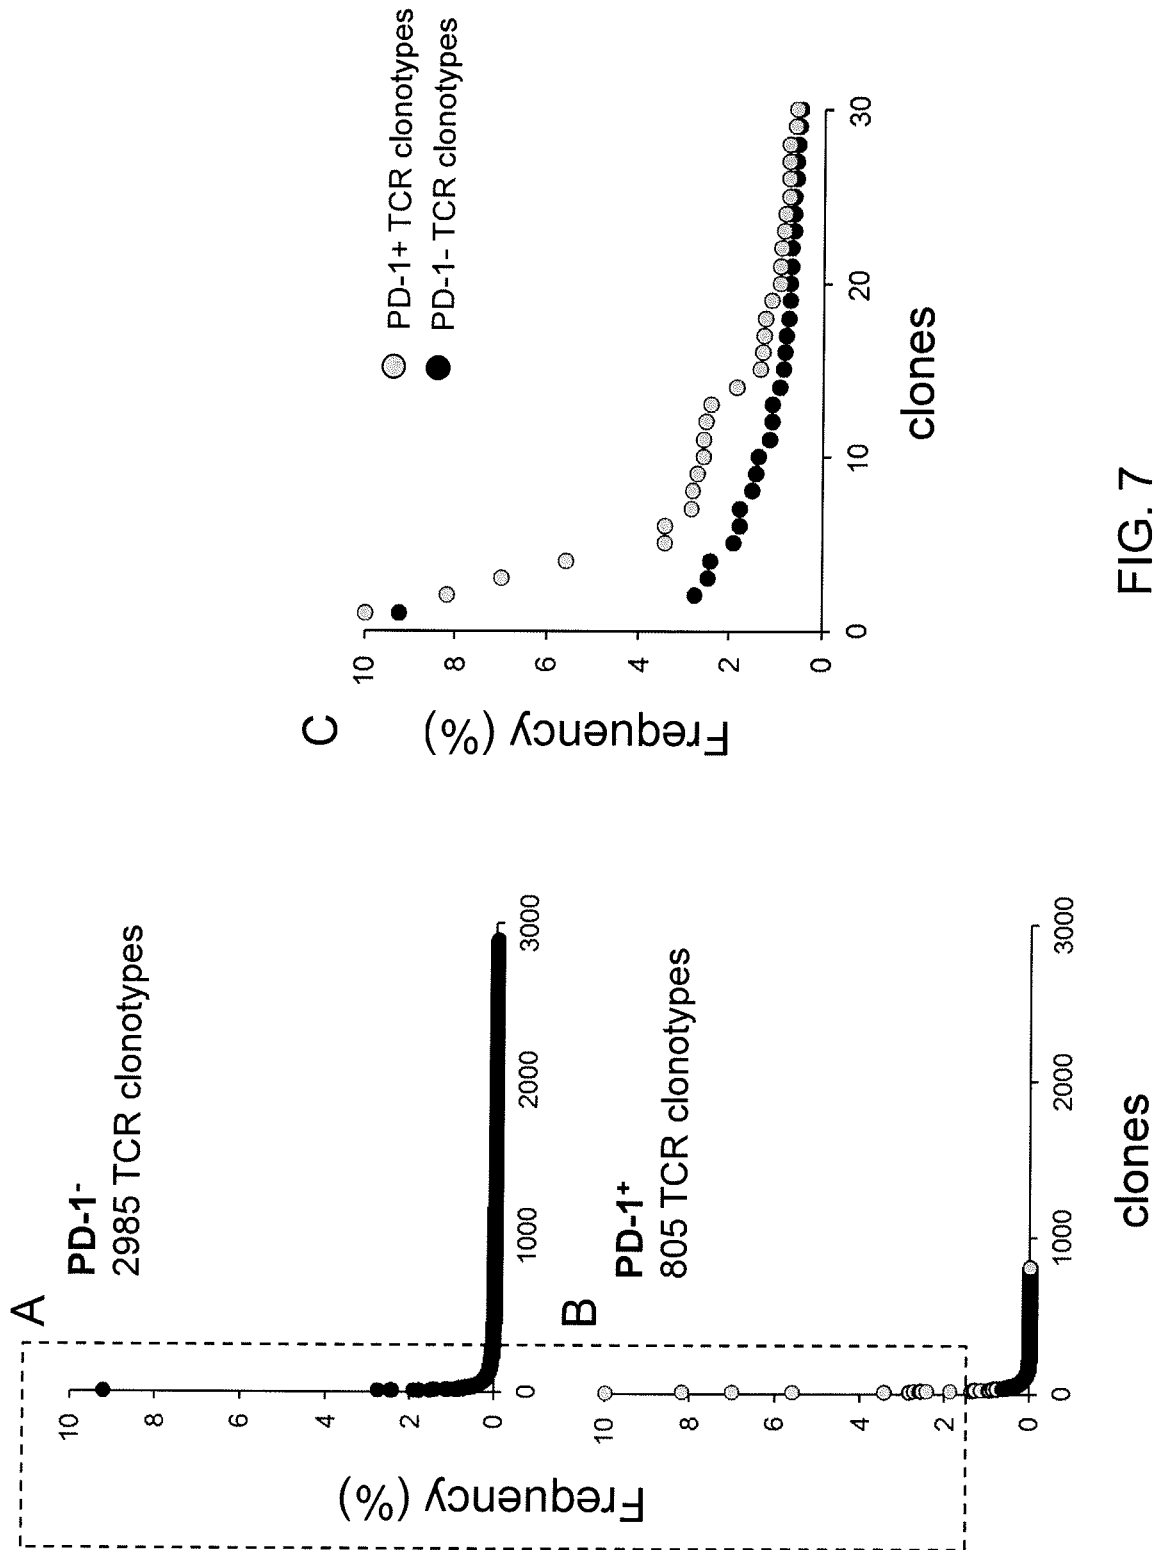 A
PD-1-
2985 TCR clonotypes
10
8
6
4
2
0
0
1000
2000
3000
Frequency (%)
B
PD-1+
805 TCR clonotypes
10
8
6
4
2
0
0
1000
2000
3000
clones
C
PD-1+ TCR clonotypes
PD-1- TCR clonotypes
Frequency (%)
10
8
6
4
2
0
0
10
20
30
clones
FIG. 7